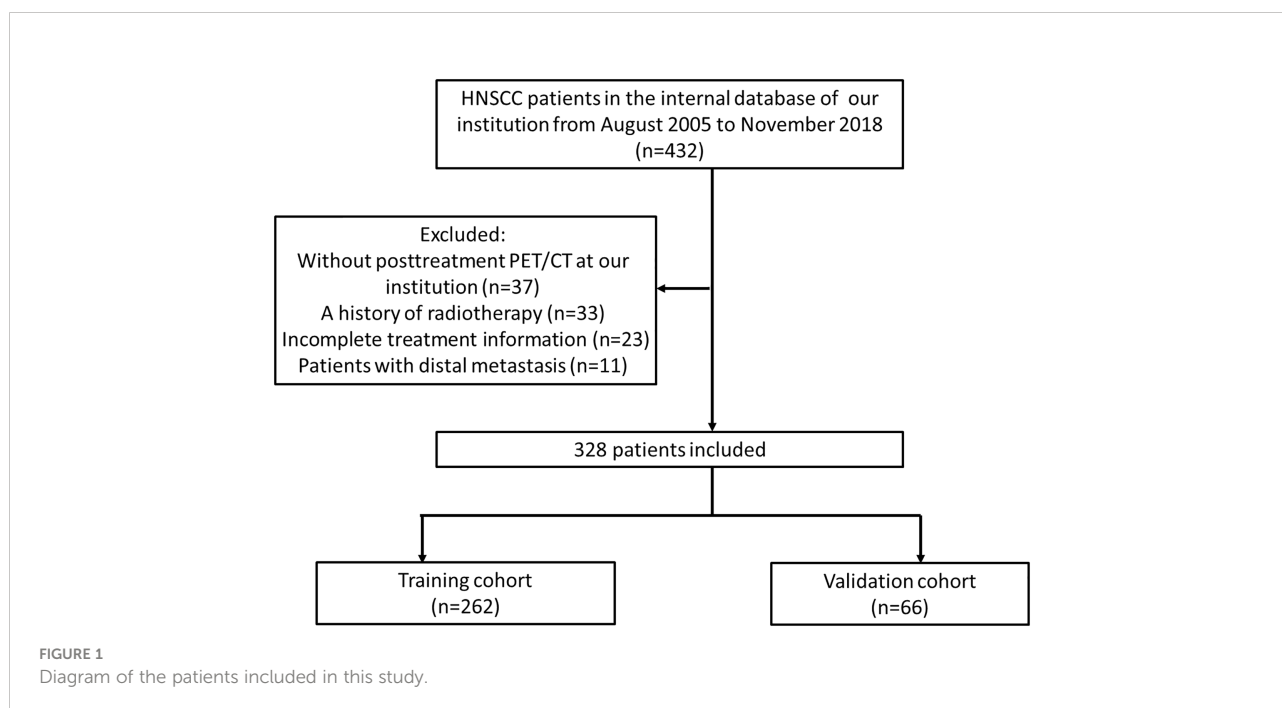 HNSCC patients in the internal database of our
institution from August 2005 to November 2018
(n=432)
Excluded:
Without posttreatment PET/CT at our
institution (n=37)
A history of radiotherapy (n=33)
Incomplete treatment information (n=23)
Patients with distal metastasis (n=11)
328 patients included
Training cohort
(n=262)
Validation cohort
(n=66)
FIGURE 1
Diagram of the patients included in this study.